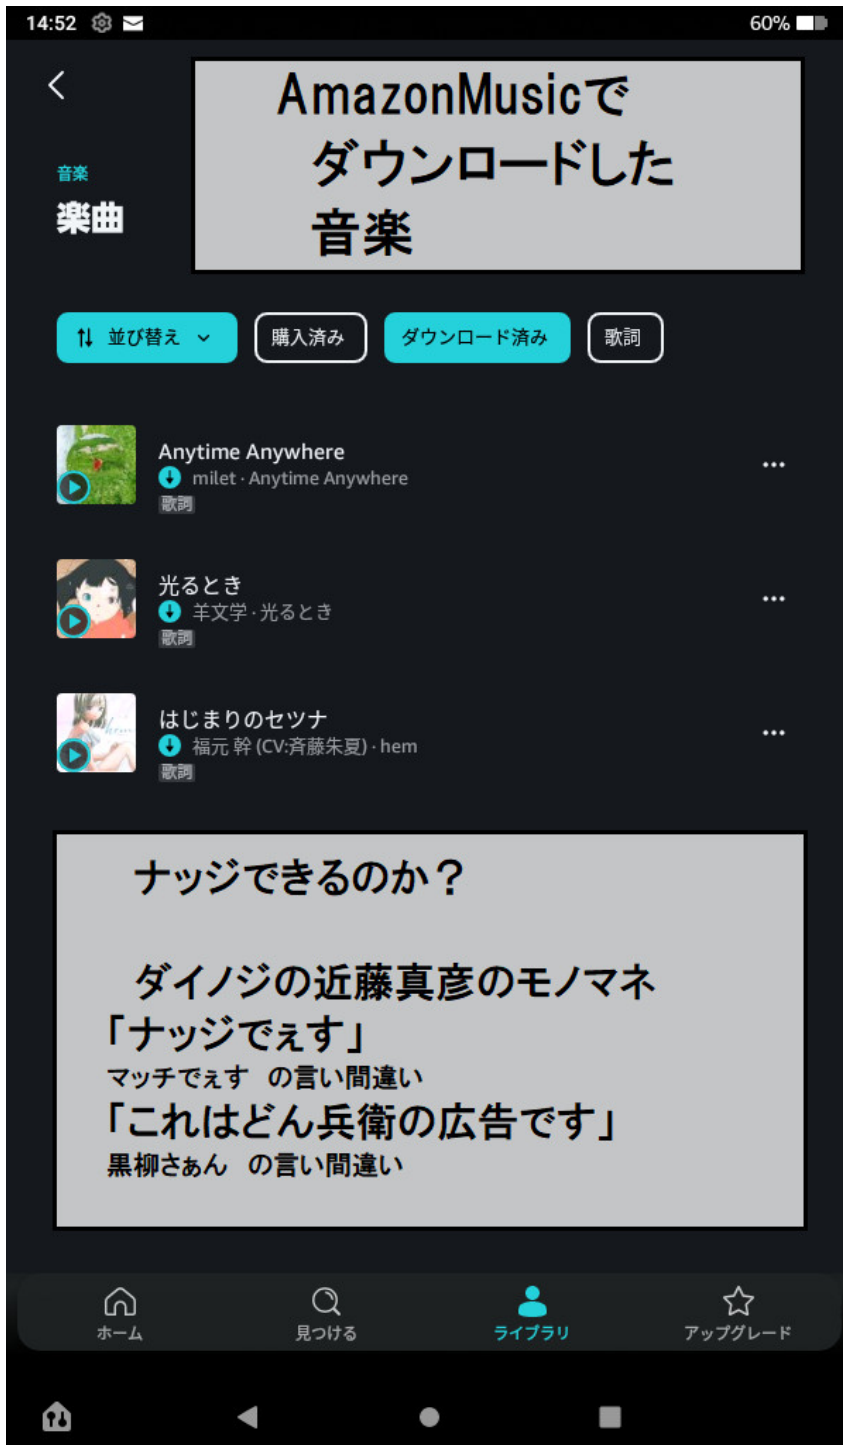 14:52
60%
AmazonMusicで
ダウンロードした
音楽
音楽
楽曲
並び替え
購入済み
ダウンロード済み
歌詞
Anytime Anywhere
milet · Anytime Anywhere
歌詞
光るとき
羊文学 · 光るとき
歌詞
はじまりのセツナ
福元 幹 (CV:斉藤朱夏) · hem
歌詞
ナッジできるのか？
ダイノジの近藤真彦のモノマネ
「ナッジでぇす」
マッチでぇす　の言い間違い
「これはどん兵衛の広告です」
黒柳さぁん　の言い間違い
ホーム
見つける
ライブラリ
アップグレード